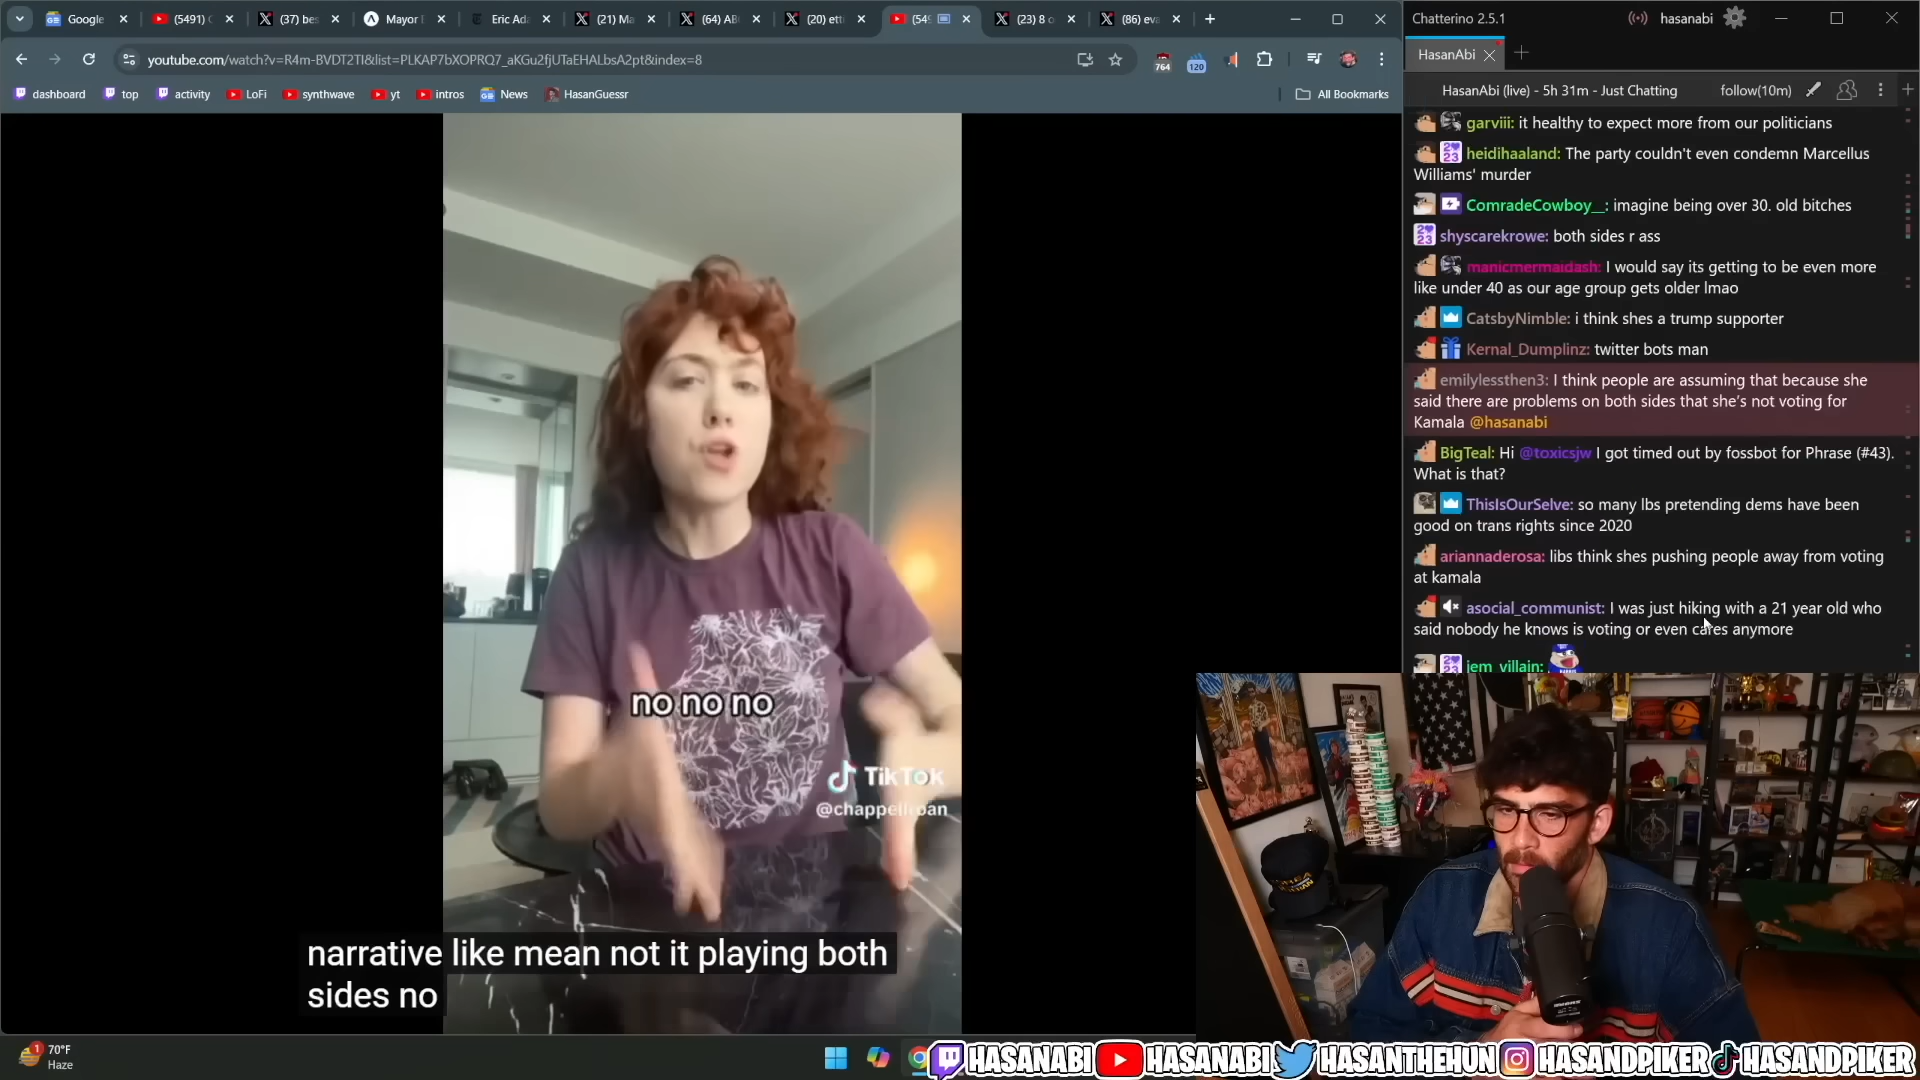 Google
(5491)
(37) bes
Mayor E
Eric Ada
(21) Ma
(64) AB
(20) etti
(549
(23) 8 o
(86) eva
youtube.com/watch?v=R4m-BVDT2TI&list=PLKAP7bXOPRQ7_aKGu2fjUTaEHALbsA2pt&index=8
764
120
dashboard
top
activity
LoFi
synthwave
yt
intros
News
HasanGuessr
All Bookmarks
no no no
TikTok
@chappellroan
narrative like mean not it playing both
sides no
Chatterino 2.5.1
hasanabi
HasanAbi
HasanAbi (live) - 5h 31m - Just Chatting
follow(10m)
garviii: it healthy to expect more from our politicians
heidihaaland: The party couldn't even condemn Marcellus
Williams' murder
ComradeCowboy__: imagine being over 30. old bitches
shyscarekrowe: both sides r ass
manicmermaidash: I would say its getting to be even more
like under 40 as our age group gets older lmao
CatsbyNimble: i think shes a trump supporter
Kernal_Dumplinz: twitter bots man
emilylessthen3: I think people are assuming that because she
said there are problems on both sides that she's not voting for
Kamala @hasanabi
BigTeal: Hi @toxicsjw I got timed out by fossbot for Phrase (#43).
What is that?
ThisIsOurSelve: so many lbs pretending dems have been
good on trans rights since 2020
ariannaderosa: libs think shes pushing people away from voting
at kamala
asocial_communist: I was just hiking with a 21 year old who
said nobody he knows is voting or even cares anymore
jem_villain:
1
70°F
Haze
HASANABI
HASANABI
HASANTHEHUN
HASANDPIKER
HASANDPIKER